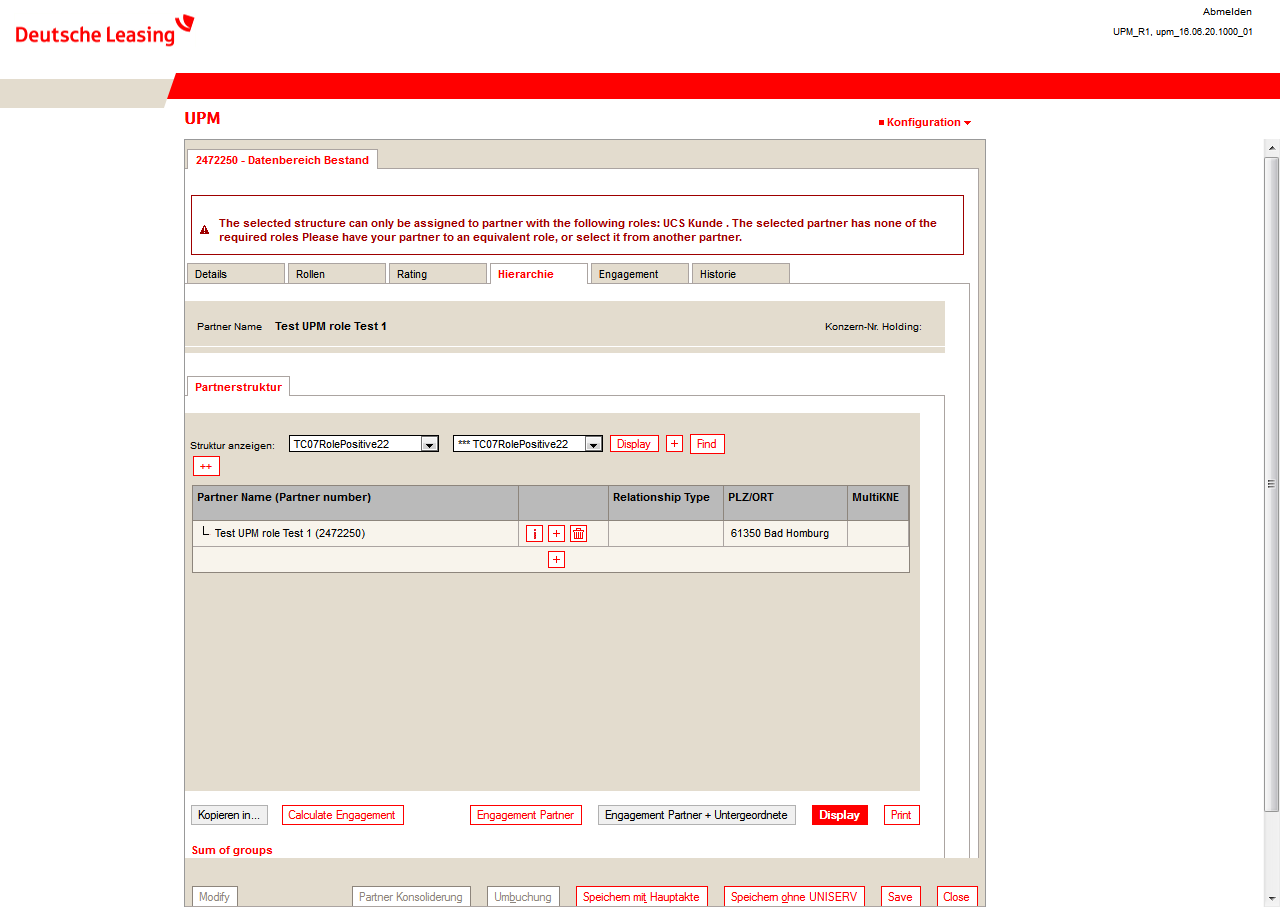 Deutsche Leasing
Abmelden
UPM_R1, upm_16.06.20.1000_01
UPM
Konfiguration
2472250 - Datenbereich Bestand
The selected structure can only be assigned to partner with the following roles: UCS Kunde . The selected partner has none of the
required roles Please have your partner to an equivalent role, or select it from another partner.
Details Rollen Rating Hierarchie Engagement Historie
Partner Name Test UPM role Test 1 Konzern-Nr. Holding:
Partnerstruktur
Struktur anzeigen: TC07RolePositive22 *** TC07RolePositive22 Display + Find
++
Partner Name (Partner number) Relationship Type PLZ/ORT MultiKNE
Test UPM role Test 1 (2472250) i + 61350 Bad Homburg
+
Kopieren in... Calculate Engagement Engagement Partner Engagement Partner + Untergeordnete Display Print
Sum of groups
Modify Partner Konsolidierung Umbuchung Speichern mit Hauptakte Speichern ohne UNISERV Save Close